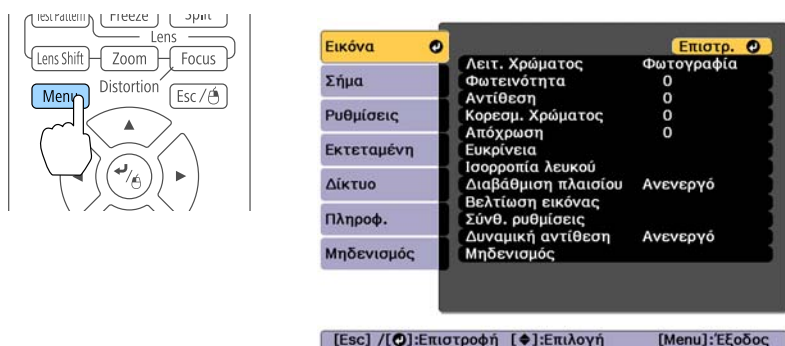 Test Pattern Freeze Split
Lens
Lens Shift Zoom Focus
Distortion
Menu Esc /
Εικόνα
Σήμα
Ρυθμίσεις
Εκτεταμένη
Δίκτυο
Πληροφ.
Μηδενισμός
Επιστρ.
Λειτ. Χρώματος Φωτογραφία
Φωτεινότητα 0
Αντίθεση 0
Κορεσμ. Χρώματος 0
Απόχρωση 0
Ευκρίνεια
Ισορροπία λευκού
Διαβάθμιση πλαισίου Ανενεργό
Βελτίωση εικόνας
Σύνθ. ρυθμίσεις
Δυναμική αντίθεση Ανενεργό
Μηδενισμός
[Esc] /[ ]:Επιστροφή [ ]:Επιλογή [Menu]:Έξοδος